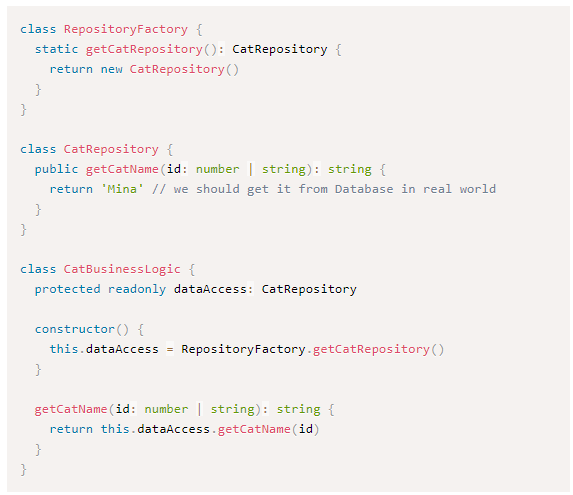 class RepositoryFactory {
  static getCatRepository(): CatRepository {
    return new CatRepository()
  }
}

class CatRepository {
  public getCatName(id: number | string): string {
    return 'Mina' // we should get it from Database in real world
  }
}

class CatBusinessLogic {
  protected readonly dataAccess: CatRepository

  constructor() {
    this.dataAccess = RepositoryFactory.getCatRepository()
  }

  getCatName(id: number | string): string {
    return this.dataAccess.getCatName(id)
  }
}